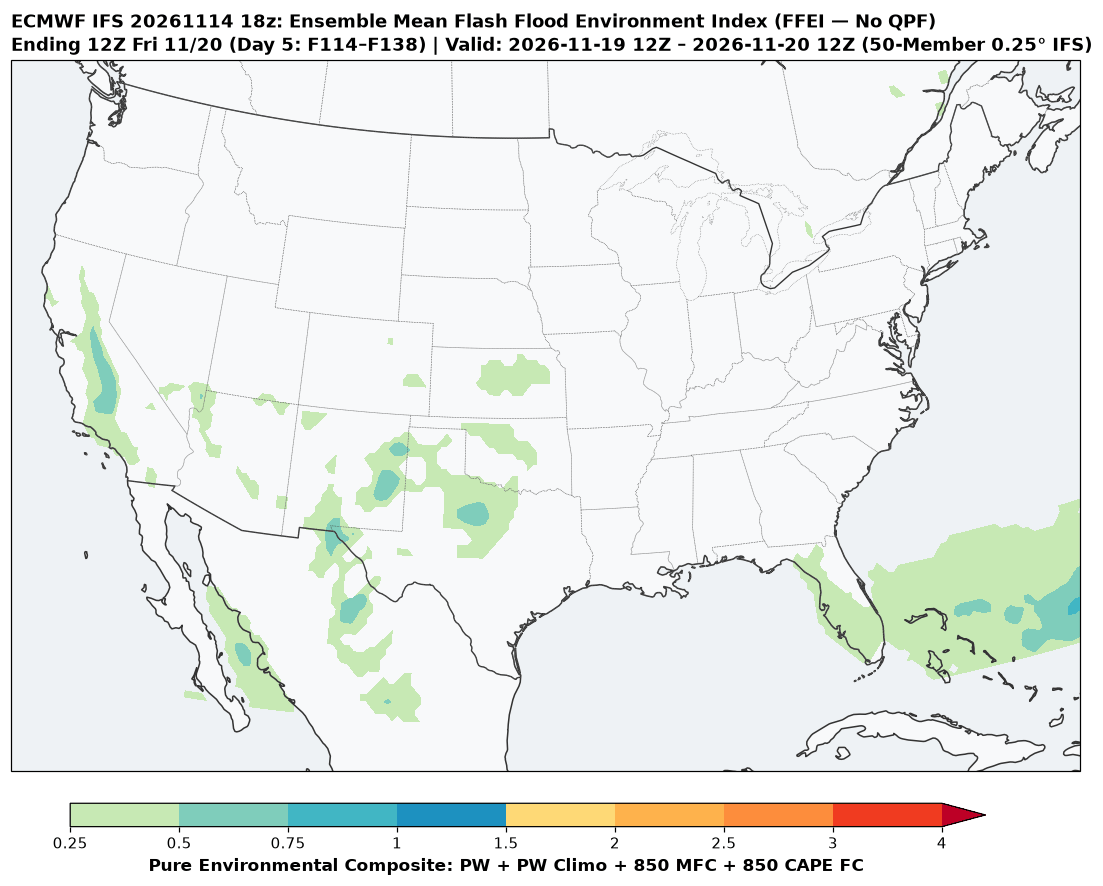 ECMWF IFS 20261114 18z: Ensemble Mean Flash Flood Environment Index (FFEI — No QPF)
Ending 12Z Fri 11/20 (Day 5: F114–F138) | Valid: 2026-11-19 12Z – 2026-11-20 12Z (50-Member 0.25° IFS)
0.25 0.5 0.75 1 1.5 2 2.5 3 4
Pure Environmental Composite: PW + PW Climo + 850 MFC + 850 CAPE FC